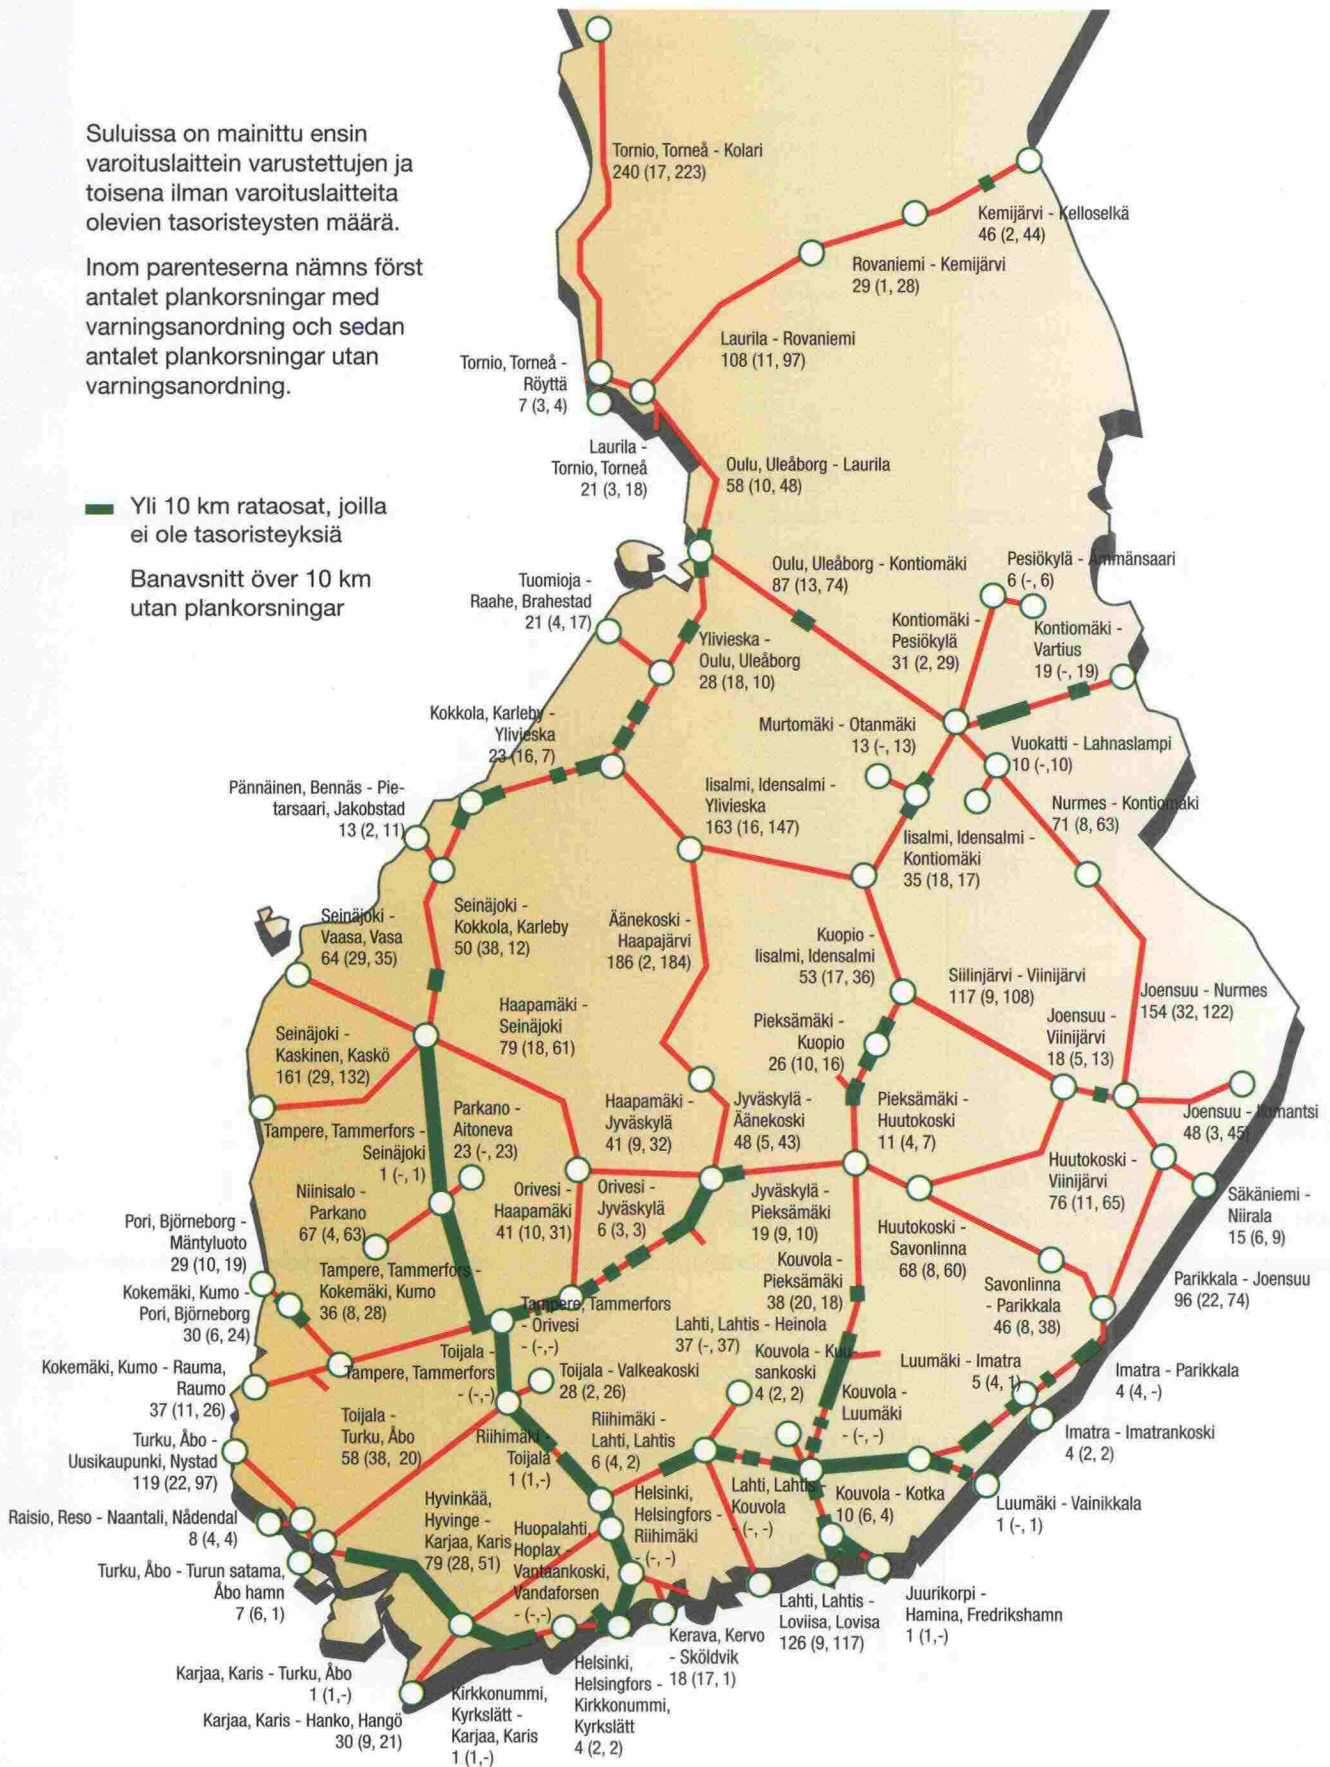 Suluissa on mainittu ensin
varoituslaittein varustettujen ja
toisena ilman varoituslaitteita
olevien tasoristeysten määrä.
Inom parenteserna nämns först
antalet plankorsningar med
varningsanordning och sedan
antalet plankorsningar utan
varningsanordning.
Yli 10 km rataosat, joilla
ei ole tasoristeyksiä
Banavsnitt över 10 km
utan plankorsningar
Tornio, Torneå - Kolari
240 (17, 223)
Kemijärvi - Kelloselkä
46 (2, 44)
Rovaniemi - Kemijärvi
29 (1, 28)
Laurila - Rovaniemi
108 (11, 97)
Tornio, Torneå -
Röyttä
7 (3, 4)
Laurila -
Tornio, Torneå
21 (3, 18)
Oulu, Uleåborg - Laurila
58 (10, 48)
Oulu, Uleåborg - Kontiomäki
87 (13, 74)
Pesiökylä - Ämmänsaari
6 (-, 6)
Tuomioja -
Raahe, Brahestad
21 (4, 17)
Kontiomäki -
Pesiökylä
31 (2, 29)
Kontiomäki -
Vartius
19 (-, 19)
Ylivieska -
Oulu, Uleåborg
28 (18, 10)
Kokkola, Karleby -
Ylivieska
23 (16, 7)
Murtomäki - Otanmäki
13 (-, 13)
Vuokatti - Lahnaslampi
10 (-,10)
Pännäinen, Bennäs - Pie-
tarsaari, Jakobstad
13 (2, 11)
Iisalmi, Idensalmi -
Ylivieska
163 (16, 147)
Nurmes - Kontiomäki
71 (8, 63)
Iisalmi, Idensalmi -
Kontiomäki
35 (18, 17)
Seinäjoki -
Vaasa, Vasa
64 (29, 35)
Seinäjoki -
Kokkola, Karleby
50 (38, 12)
Äänekoski -
Haapajärvi
186 (2, 184)
Kuopio -
Iisalmi, Idensalmi
53 (17, 36)
Siilinjärvi - Viinijärvi
117 (9, 108)
Joensuu - Nurmes
154 (32, 122)
Haapamäki -
Seinäjoki
79 (18, 61)
Pieksämäki -
Kuopio
26 (10, 16)
Joensuu -
Viinijärvi
18 (5, 13)
Seinäjoki -
Kaskinen, Kaskö
161 (29, 132)
Parkano -
Aitoneva
23 (-, 23)
Haapamäki -
Jyväskylä
41 (9, 32)
Jyväskylä -
Äänekoski
48 (5, 43)
Pieksämäki -
Huutokoski
11 (4, 7)
Joensuu - Ilomantsi
48 (3, 45)
Tampere, Tammerfors -
Seinäjoki
1 (-, 1)
Niinisalo -
Parkano
67 (4, 63)
Orivesi -
Haapamäki
41 (10, 31)
Orivesi -
Jyväskylä
6 (3, 3)
Jyväskylä -
Pieksämäki
19 (9, 10)
Huutokoski -
Viinijärvi
76 (11, 65)
Säkäniemi -
Niirala
15 (6, 9)
Pori, Björneborg -
Mäntyluoto
29 (10, 19)
Huutokoski -
Savonlinna
68 (8, 60)
Tampere, Tammerfors -
Kokemäki, Kumo
36 (8, 28)
Kouvola -
Pieksämäki
38 (20, 18)
Savonlinna
- Parikkala
46 (8, 38)
Parikkala - Joensuu
96 (22, 74)
Kokemäki, Kumo -
Pori, Björneborg
30 (6, 24)
Tampere, Tammerfors
- Orivesi
- (-,-)
Lahti, Lahtis - Heinola
37 (-, 37)
Toijala -
Tampere, Tammerfors
- (-,-)
Kouvola - Kuu-
sankoski
4 (2, 2)
Luumäki - Imatra
5 (4, 1)
Imatra - Parikkala
4 (4, -)
Kokemäki, Kumo - Rauma,
Raumo
37 (11, 26)
Toijala - Valkeakoski
28 (2, 26)
Kouvola -
Luumäki
- (-, -)
Toijala -
Turku, Åbo
58 (38, 20)
Riihimäki -
Toijala
1 (1,-)
Riihimäki -
Lahti, Lahtis
6 (4, 2)
Imatra - Imatrankoski
4 (2, 2)
Turku, Åbo -
Uusikaupunki, Nystad
119 (22, 97)
Lahti, Lahtis -
Kouvola
- (-, -)
Kouvola - Kotka
10 (6, 4)
Luumäki - Vainikkala
1 (-, 1)
Raisio, Reso - Naantali, Nådendal
8 (4, 4)
Hyvinkää,
Hyvinge -
Karjaa, Karis
79 (28, 51)
Huopalahti,
Hoplax -
Vantaankoski,
Vandaforsen
- (-,-)
Helsinki,
Helsingfors -
Riihimäki
- (-, -)
Turku, Åbo - Turun satama,
Åbo hamn
7 (6, 1)
Lahti, Lahtis -
Loviisa, Lovisa
126 (9, 117)
Juurikorpi -
Hamina, Fredrikshamn
1 (1,-)
Kerava, Kervo
- Sköldvik
18 (17, 1)
Karjaa, Karis - Turku, Åbo
1 (1,-)
Karjaa, Karis - Hanko, Hangö
30 (9, 21)
Kirkkonummi,
Kyrkslätt -
Karjaa, Karis
1 (1,-)
Helsinki,
Helsingfors -
Kirkkonummi,
Kyrkslätt
4 (2, 2)